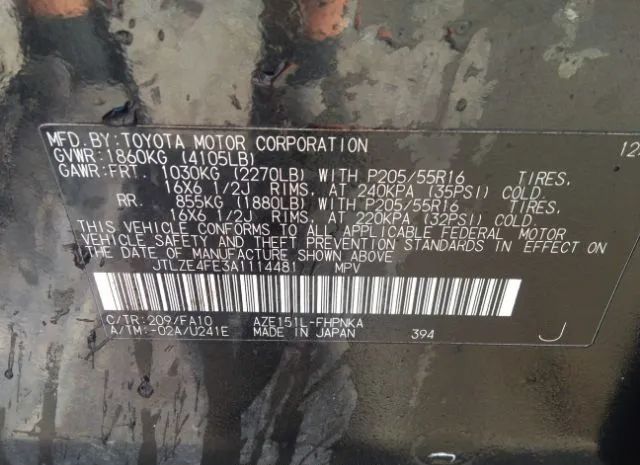 MFD.BY:TOYOTA MOTOR CORPORATION 12
GVWR:1860KG (4105LB)
GAWR:FRT. 1030KG (2270LB) WITH P205/55R16 TIRES,
16X6 1/2J RIMS, AT 240KPA (35PSI) COLD.
RR. 855KG (1880LB) WITH P205/55R16 TIRES,
16X6 1/2J RIMS, AT 220KPA (32PSI) COLD.
THIS VEHICLE CONFORMS TO ALL APPLICABLE FEDERAL MOTOR
VEHICLE SAFETY AND THEFT PREVENTION STANDARDS IN EFFECT ON
THE DATE OF MANUFACTURE SHOWN ABOVE.
JTLZE4FE3A1114481 MPV
C/TR:209/FA10 AZE151L-FHPNKA
A/TM:-02A/U241E MADE IN JAPAN 394 J